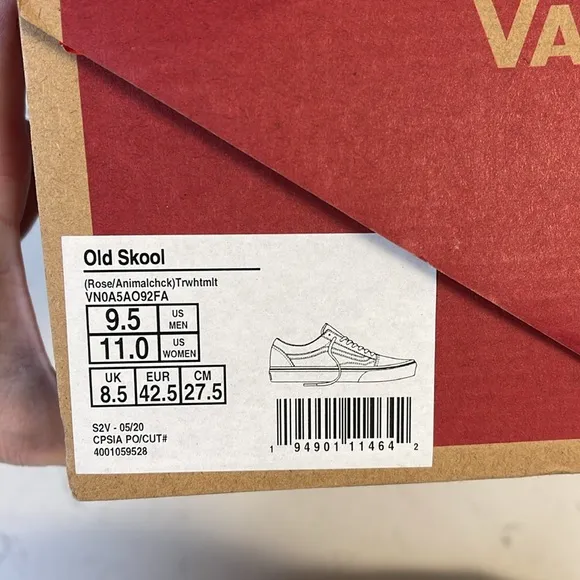 VA
Old Skool
(Rose/Animalchck)Trwhtmlt
VN0A5AO92FA
9.5 US MEN
11.0 US WOMEN
UK 8.5 EUR 42.5 CM 27.5
S2V - 05/20
CPSIA PO/CUT#
4001059528
1 94901 11464 2